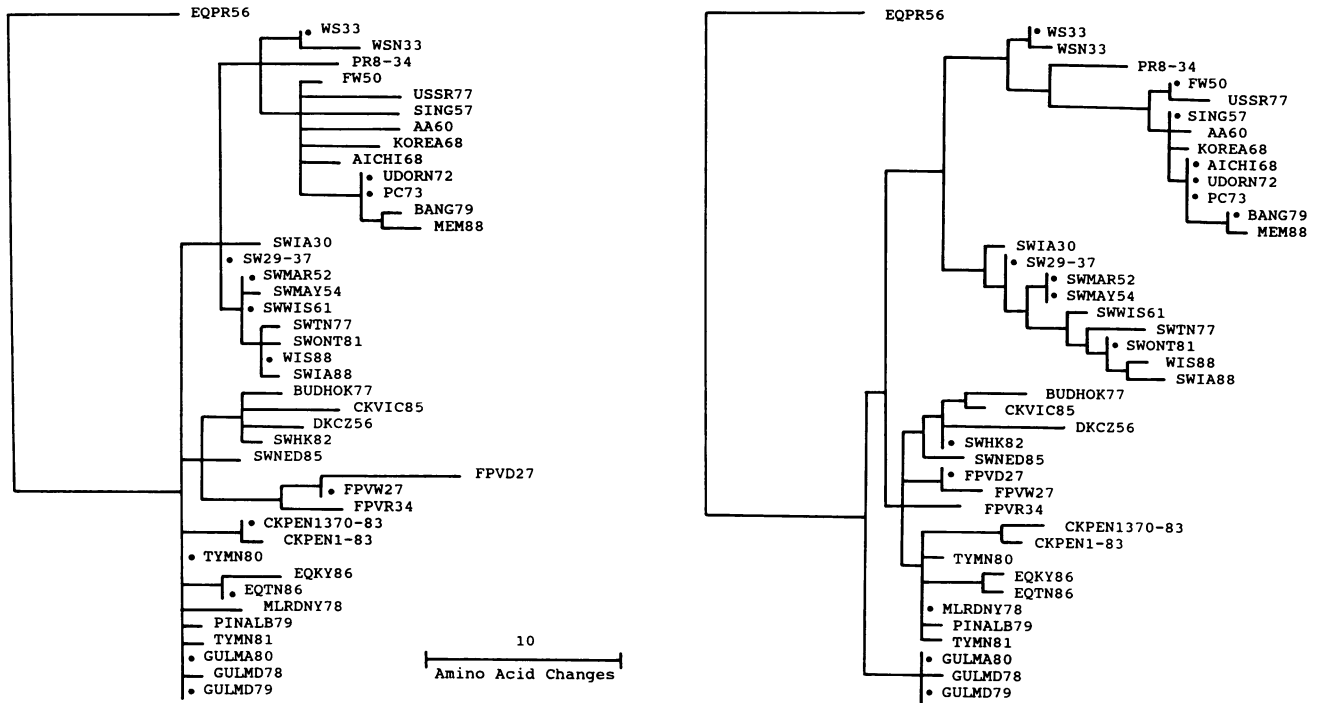 EQPR56
WS33
WSN33
PR8-34
FW50
USSR77
SING57
AA60
KOREA68
AICHI68
UDORN72
PC73
BANG79
MEM88
SWIA30
SW29-37
SWMAR52
SWMAY54
SWWIS61
SWTN77
SWONT81
WIS88
SWIA88
BUDHOK77
CKVIC85
DKCZ56
SWHK82
SWNED85
FPVD27
FPVW27
FPVR34
CKPEN1370-83
CKPEN1-83
TYMN80
EQKY86
EQTN86
MLRDNY78
PINALB79
TYMN81
GULMA80
GULMD78
GULMD79
10
Amino Acid Changes
EQPR56
WS33
WSN33
PR8-34
FW50
USSR77
SING57
AA60
KOREA68
AICHI68
UDORN72
PC73
BANG79
MEM88
SWIA30
SW29-37
SWMAR52
SWMAY54
SWWIS61
SWTN77
SWONT81
WIS88
SWIA88
BUDHOK77
CKVIC85
DKCZ56
SWHK82
SWNED85
FPVD27
FPVW27
FPVR34
CKPEN1370-83
CKPEN1-83
TYMN80
EQKY86
EQTN86
MLRDNY78
PINALB79
TYMN81
GULMA80
GULMD78
GULMD79